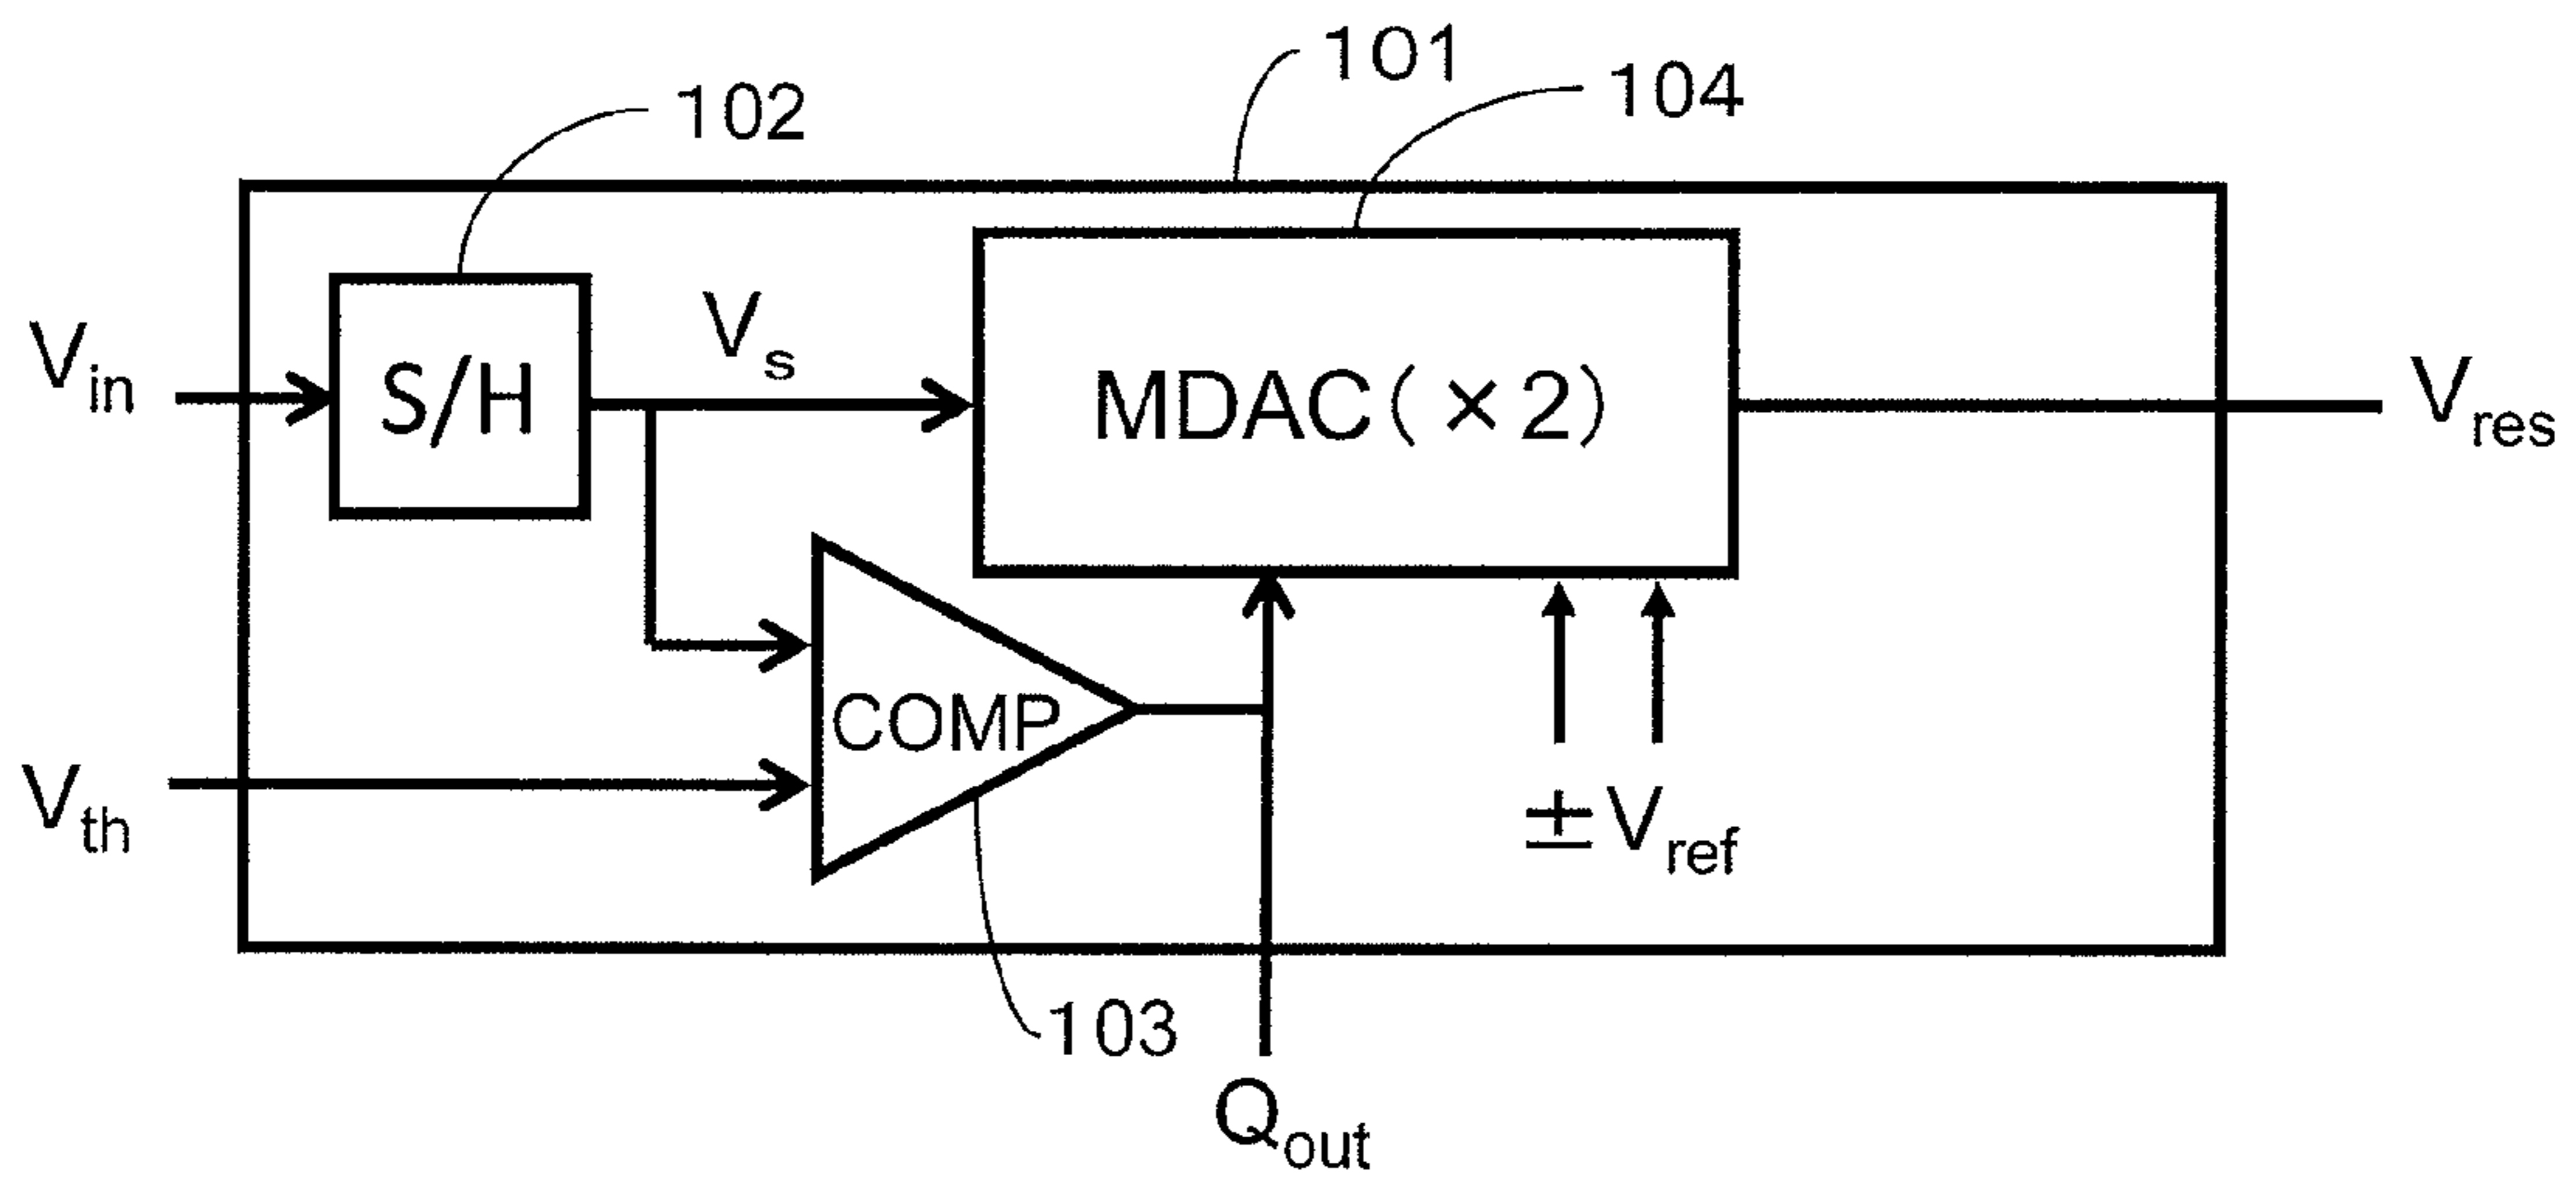 101
102
104
Vin
S/H
Vs
MDAC(×2)
Vres
COMP
Vth
±Vref
103
Qout